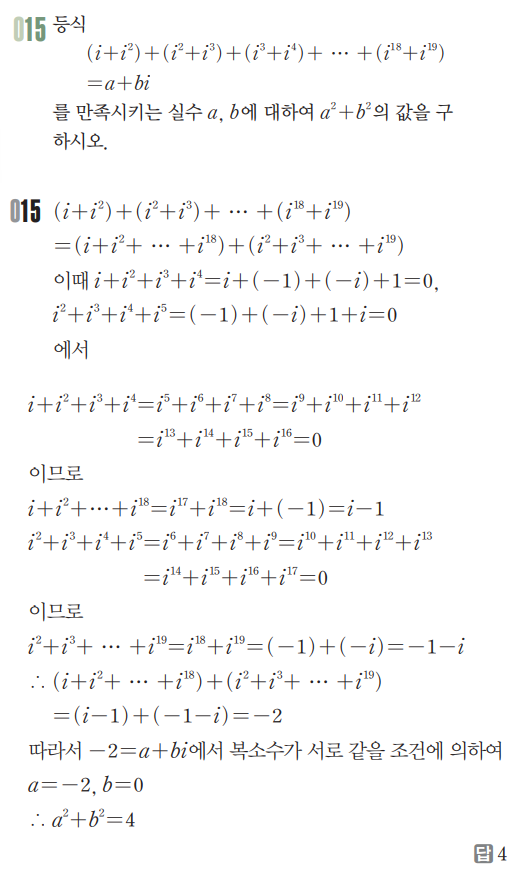 015 등식
(i+i²)+(i²+i³)+(i³+i⁴)+ ⋯ +(i¹⁸+i¹⁹)
=a+bi
를 만족시키는 실수 a, b에 대하여 a²+b²의 값을 구
하시오.
015 (i+i²)+(i²+i³)+ ⋯ +(i¹⁸+i¹⁹)
=(i+i²+ ⋯ +i¹⁸)+(i²+i³+ ⋯ +i¹⁹)
이때 i+i²+i³+i⁴=i+(-1)+(-i)+1=0,
i²+i³+i⁴+i⁵=(-1)+(-i)+1+i=0
에서
i+i²+i³+i⁴=i⁵+i⁶+i⁷+i⁸=i⁹+i¹⁰+i¹¹+i¹²
=i¹³+i¹⁴+i¹⁵+i¹⁶=0
이므로
i+i²+⋯+i¹⁸=i¹⁷+i¹⁸=i+(-1)=i-1
i²+i³+i⁴+i⁵=i⁶+i⁷+i⁸+i⁹=i¹⁰+i¹¹+i¹²+i¹³
=i¹⁴+i¹⁵+i¹⁶+i¹⁷=0
이므로
i²+i³+ ⋯ +i¹⁹=i¹⁸+i¹⁹=(-1)+(-i)=-1-i
∴ (i+i²+ ⋯ +i¹⁸)+(i²+i³+ ⋯ +i¹⁹)
=(i-1)+(-1-i)=-2
따라서 -2=a+bi에서 복소수가 서로 같을 조건에 의하여
a=-2, b=0
∴ a²+b²=4
답 4